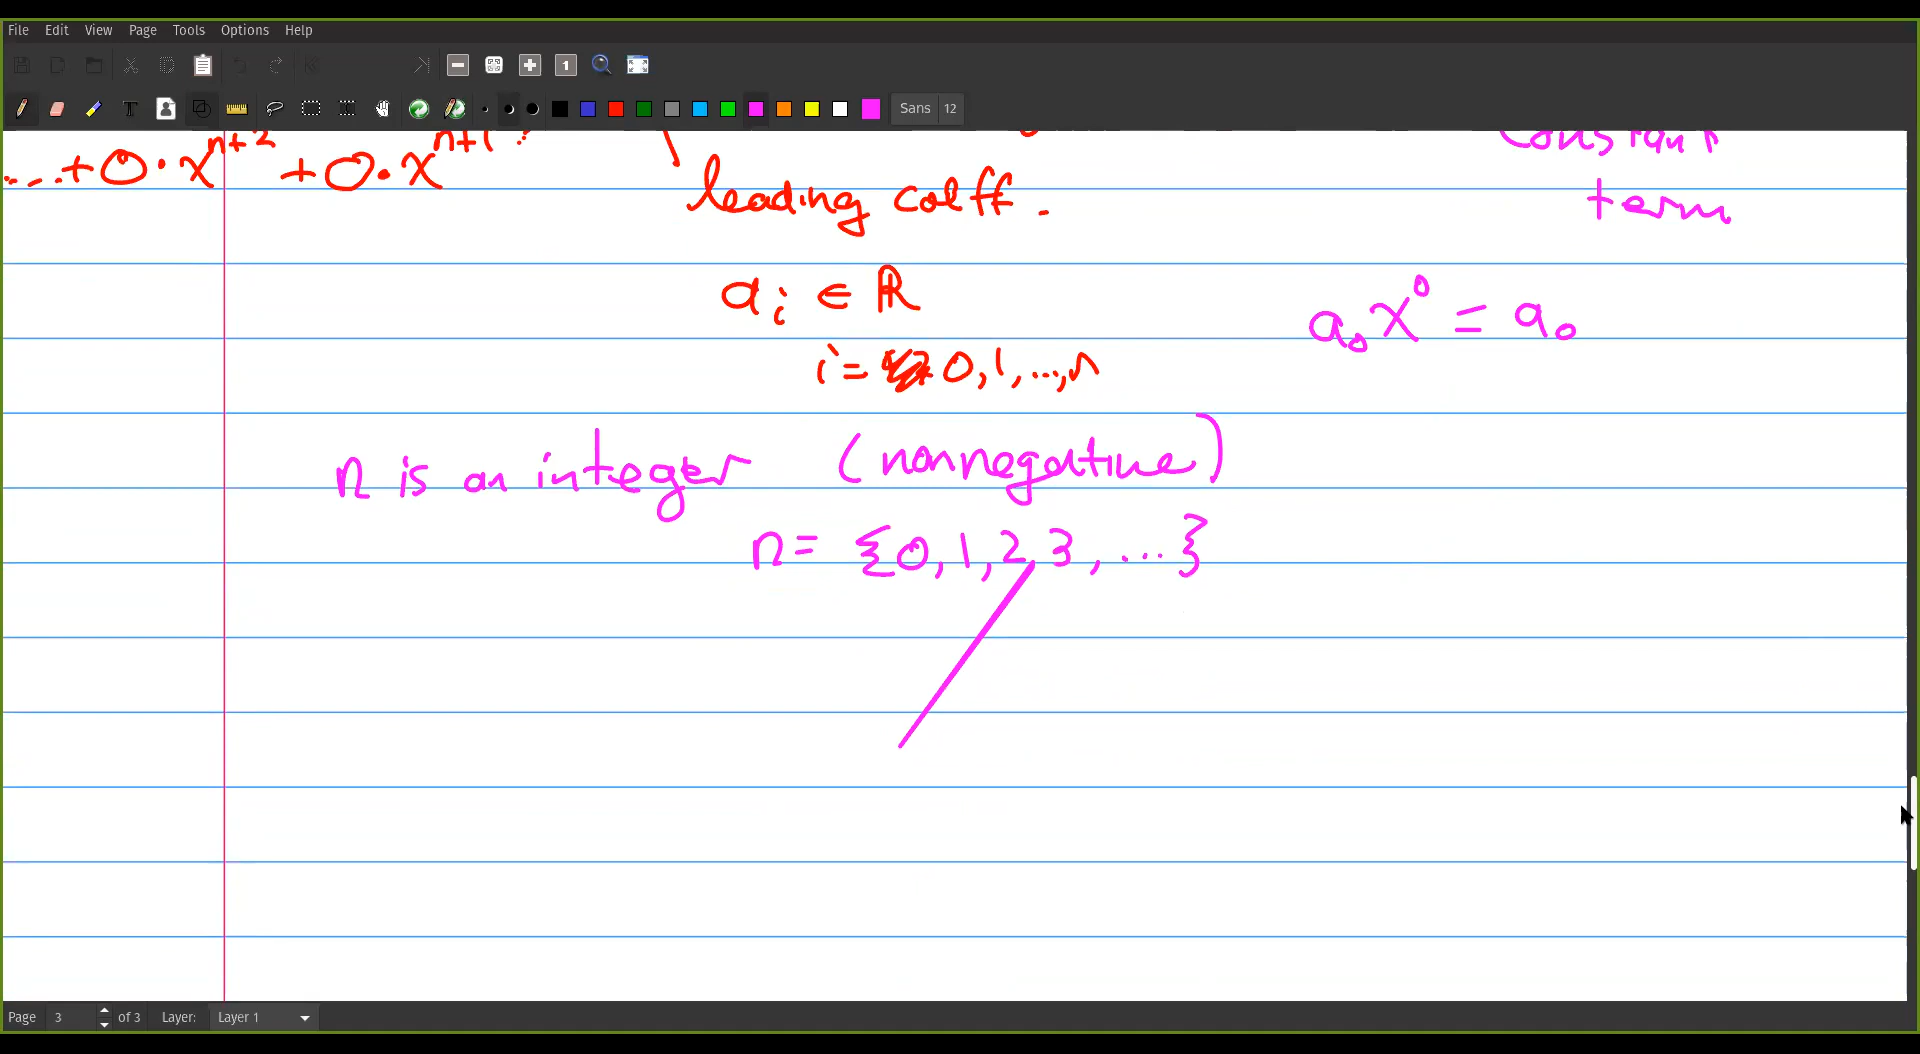 File Edit View Page Tools Options Help
Sans 12
...+0·x^{n+2} +0·x^{n+1}
leading coeff.
constant
term
a_i ∈ ℝ
a_0 x^0 = a_0
i = 0, 1, ..., n
n is an integer (nonnegative)
n = {0, 1, 2, 3, ...}
Page 3 of 3 Layer: Layer 1